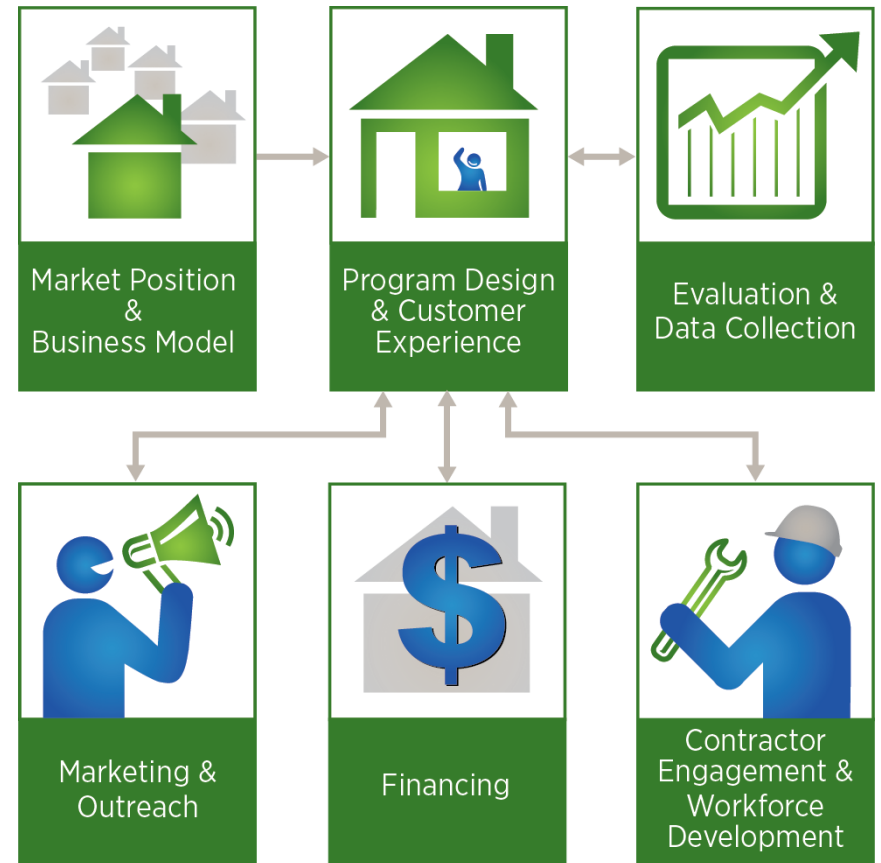 Market Position
&
Business Model
Program Design
& Customer
Experience
Evaluation &
Data Collection
Marketing &
Outreach
$
Financing
Contractor
Engagement &
Workforce
Development